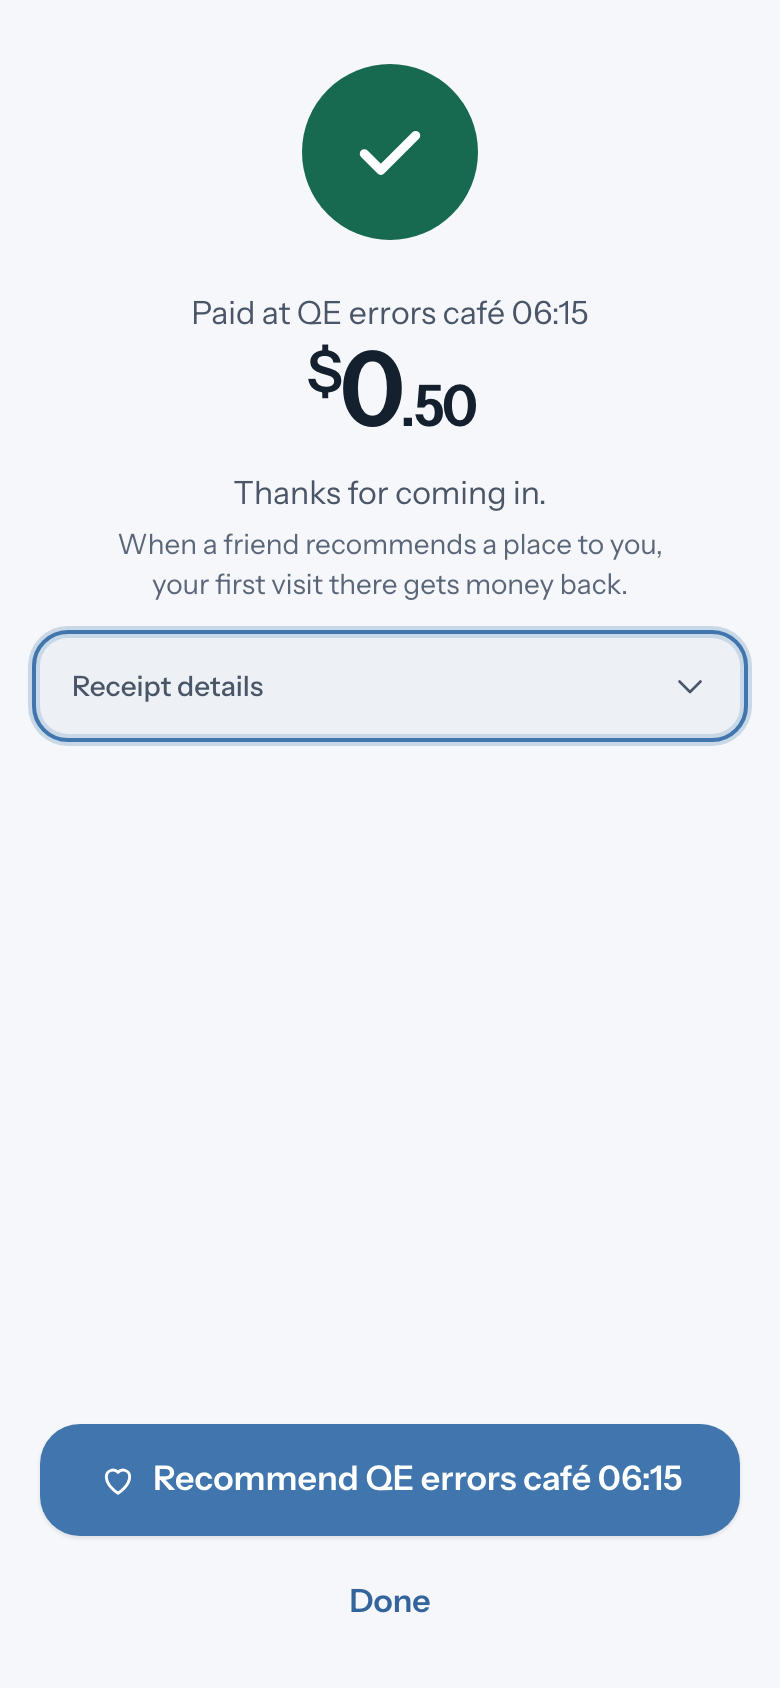 Paid at QE errors café 06:15
$0.50
Thanks for coming in.
When a friend recommends a place to you,
your first visit there gets money back.
Receipt details
Recommend QE errors café 06:15
Done